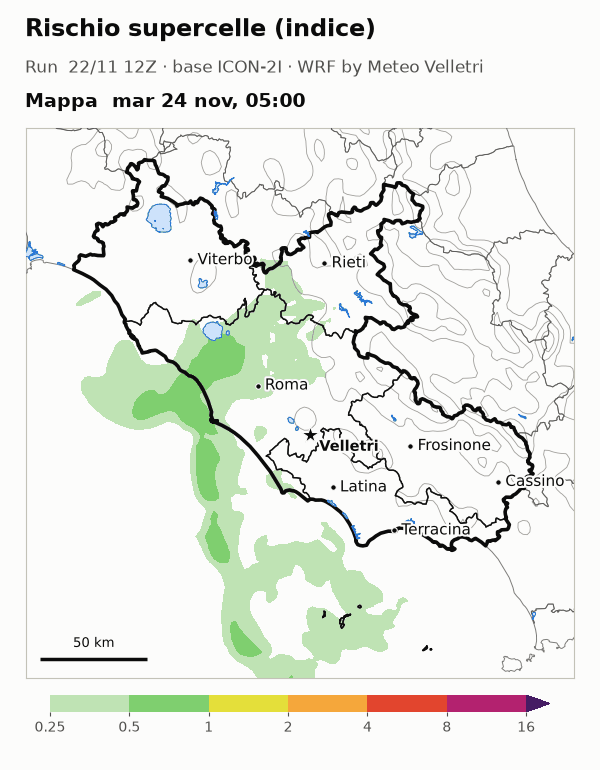 Rischio supercelle (indice)
Run 22/11 12Z · base ICON-2I · WRF by Meteo Velletri
Mappa mar 24 nov, 05:00
Viterbo
Rieti
Roma
Velletri
Frosinone
Latina
Cassino
Terracina
50 km
0.25 0.5 1 2 4 8 16